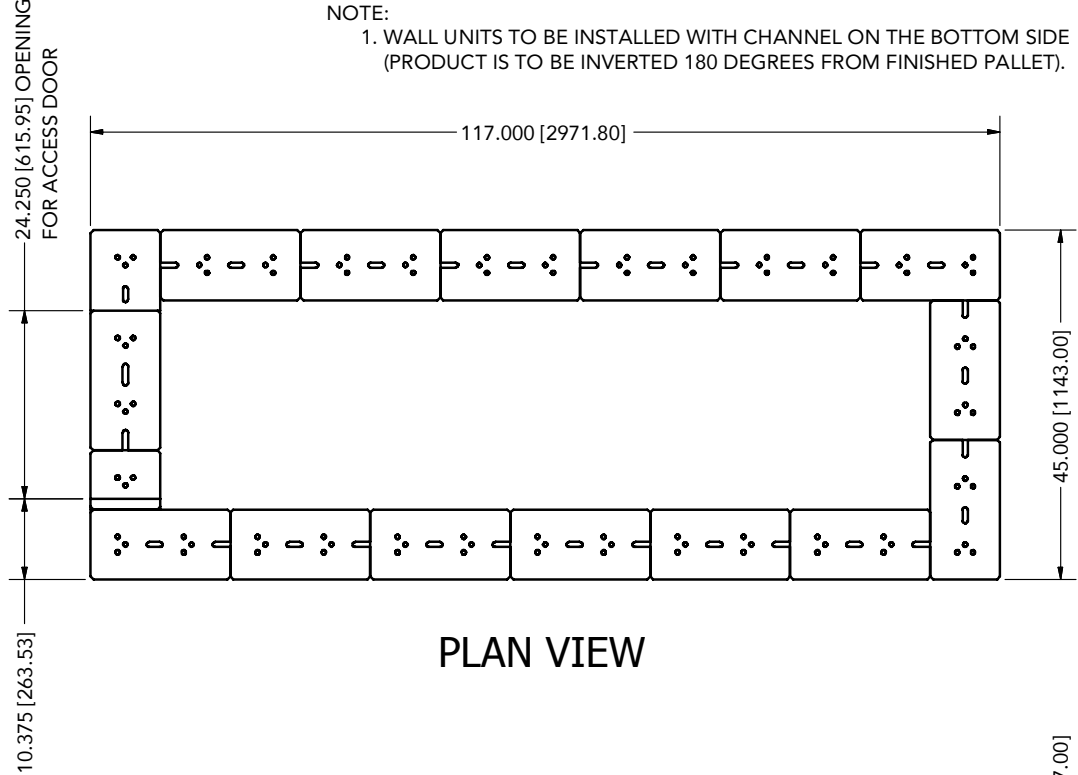 NOTE:
1. WALL UNITS TO BE INSTALLED WITH CHANNEL ON THE BOTTOM SIDE
(PRODUCT IS TO BE INVERTED 180 DEGREES FROM FINISHED PALLET).
24.250 [615.95] OPENING
FOR ACCESS DOOR
117.000 [2971.80]
45.000 [1143.00]
10.375 [263.53]
PLAN VIEW